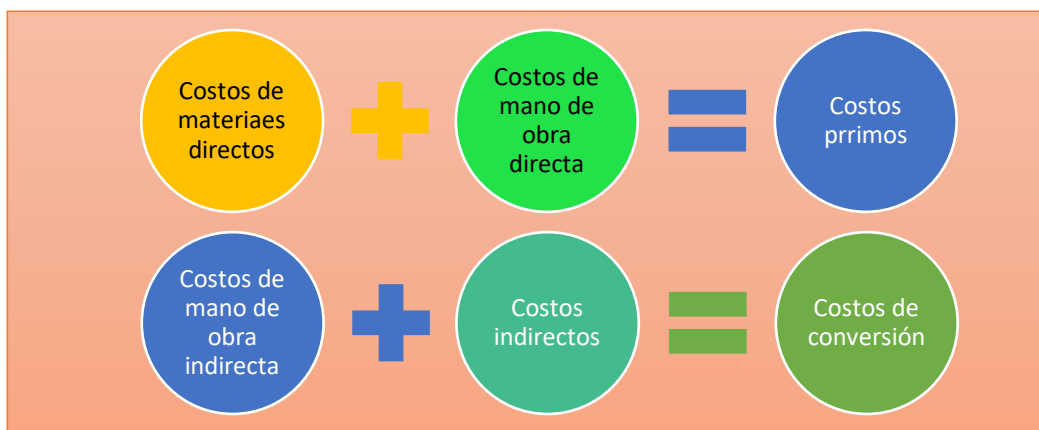 Costos de
materiaes
directos
Costos de
mano de
obra
directa
Costos
prrimos
Costos de
mano de
obra
indirecta
Costos
indirectos
Costos de
conversión